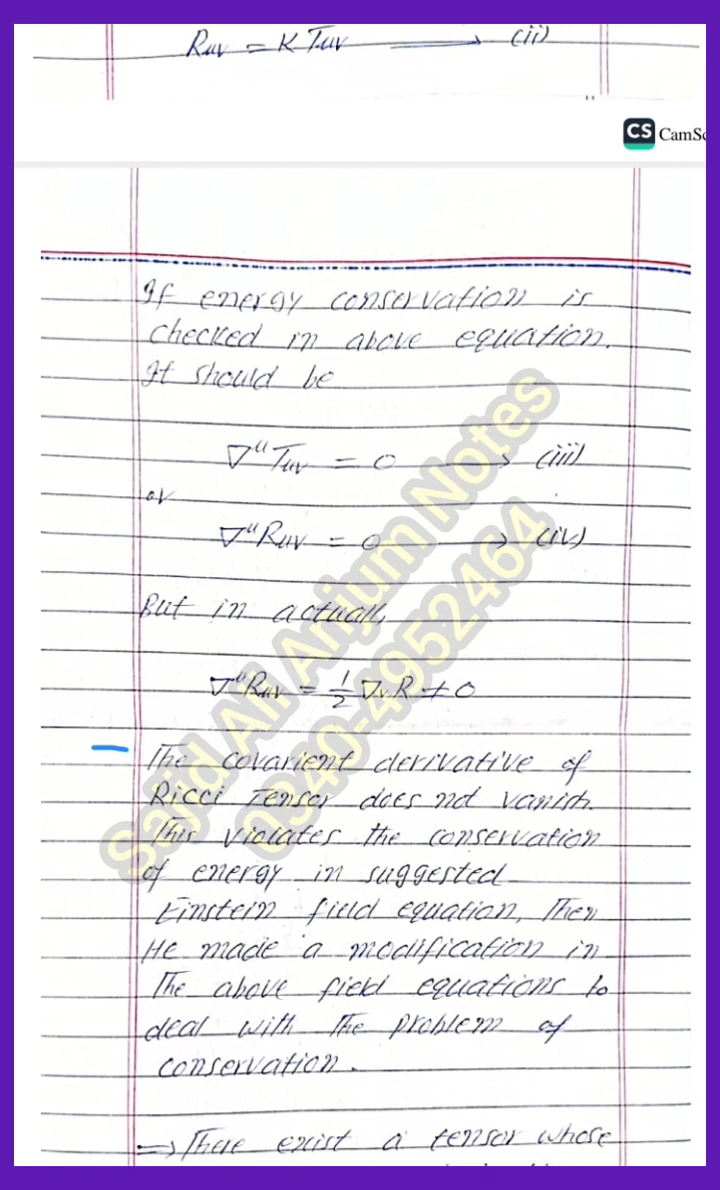 Rμν = K Tμν ⟶ (ii)
CS CamSc
If energy conservation is
checked in above equation.
It should be
∇^μ Tμν = 0 ⟶ (iii)
or
∇^μ Rμν = 0 ⟶ (iv)
But in actuall,
∇^μ Rμν = 1/2 ∇ν R ≠ 0
The covarient derivative of
Ricci Tensor does not vanish.
This violates the conservation
of energy in suggested
Einstein field equation, Then
He made a modification in
The above field equations to
deal with the problem of
conservation.
⇒ There exist a tensor whose
Sajid Ali Anjum Notes
0340-4952464